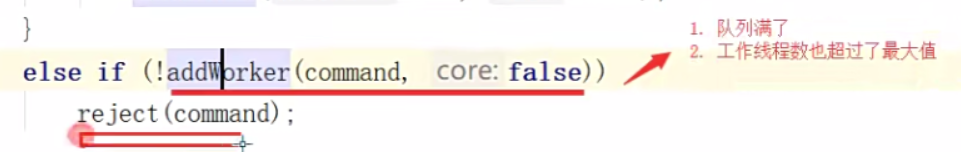 }
1. 队列满了
2. 工作线程数也超过了最大值
else if (!addWorker(command, core: false))
reject(command);